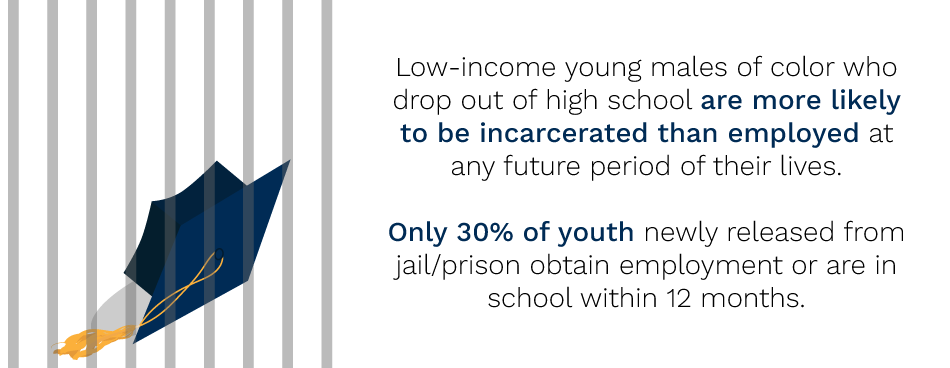 Low-income young males of color who
drop out of high school are more likely
to be incarcerated than employed at
any future period of their lives.
Only 30% of youth newly released from
jail/prison obtain employment or are in
school within 12 months.